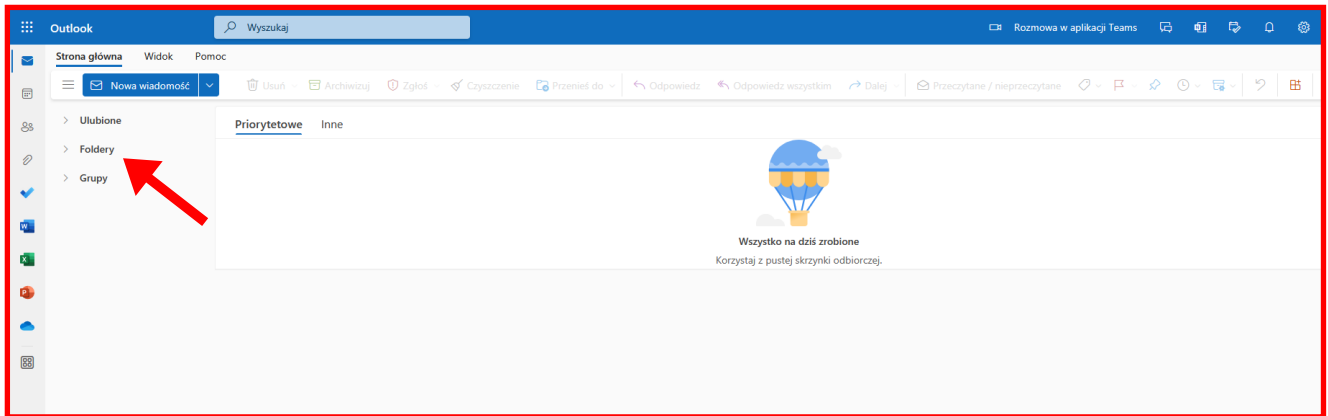 Outlook
Wyszukaj
Rozmowa w aplikacji Teams
Strona główna Widok Pomoc
Nowa wiadomość
Usuń Archiwizuj Zgłoś Czyszczenie Przenieś do Odpowiedz Odpowiedz wszystkim Dalej Przeczytane / nieprzeczytane
Ulubione
Foldery
Grupy
Priorytetowe Inne
Wszystko na dziś zrobione
Korzystaj z pustej skrzynki odbiorczej.